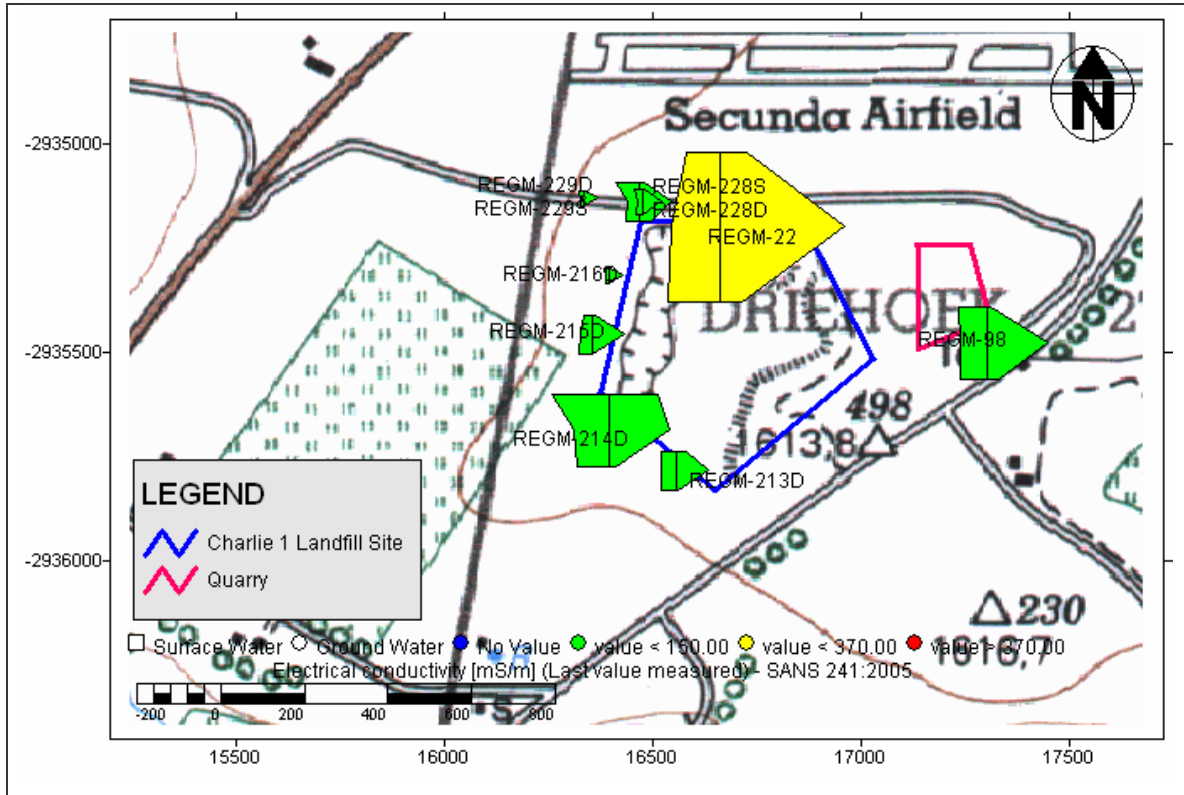 -2935000
-2935500
-2936000
Secunda Airfield
N
REGM-229D
REGM-229S
REGM-228S
REGM-228D
REGM-22
REGM-216D
DRIEHOEK
REGM-215D
REGM-98
498
REGM-214D
1613,8
REGM-213D
LEGEND
Charlie 1 Landfill Site
Quarry
230
1616,7
Surface Water Ground Water No Value value < 150.00 value < 370.00 value > 370.00
Electrical conductivity [mS/m] (Last value measured) - SANS 241:2005
-200 0 200 400 600 800
15500 16000 16500 17000 17500